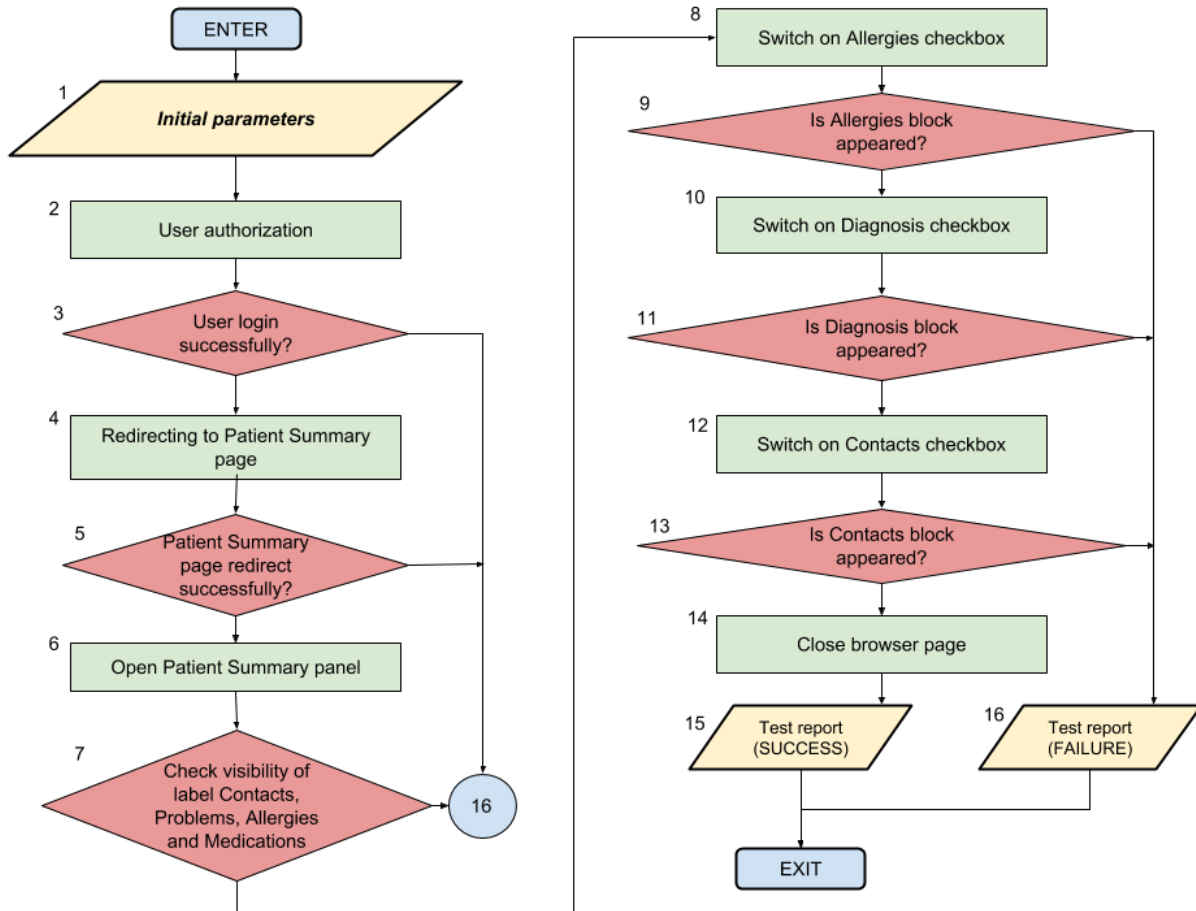 ENTER
1
Initial parameters
2
User authorization
3
User login
successfully?
4
Redirecting to Patient Summary
page
5
Patient Summary
page redirect
successfully?
6
Open Patient Summary panel
7
Check visibility of
label Contacts,
Problems, Allergies
and Medications
16
8
Switch on Allergies checkbox
9
Is Allergies block
appeared?
10
Switch on Diagnosis checkbox
11
Is Diagnosis block
appeared?
12
Switch on Contacts checkbox
13
Is Contacts block
appeared?
14
Close browser page
15
Test report
(SUCCESS)
16
Test report
(FAILURE)
EXIT